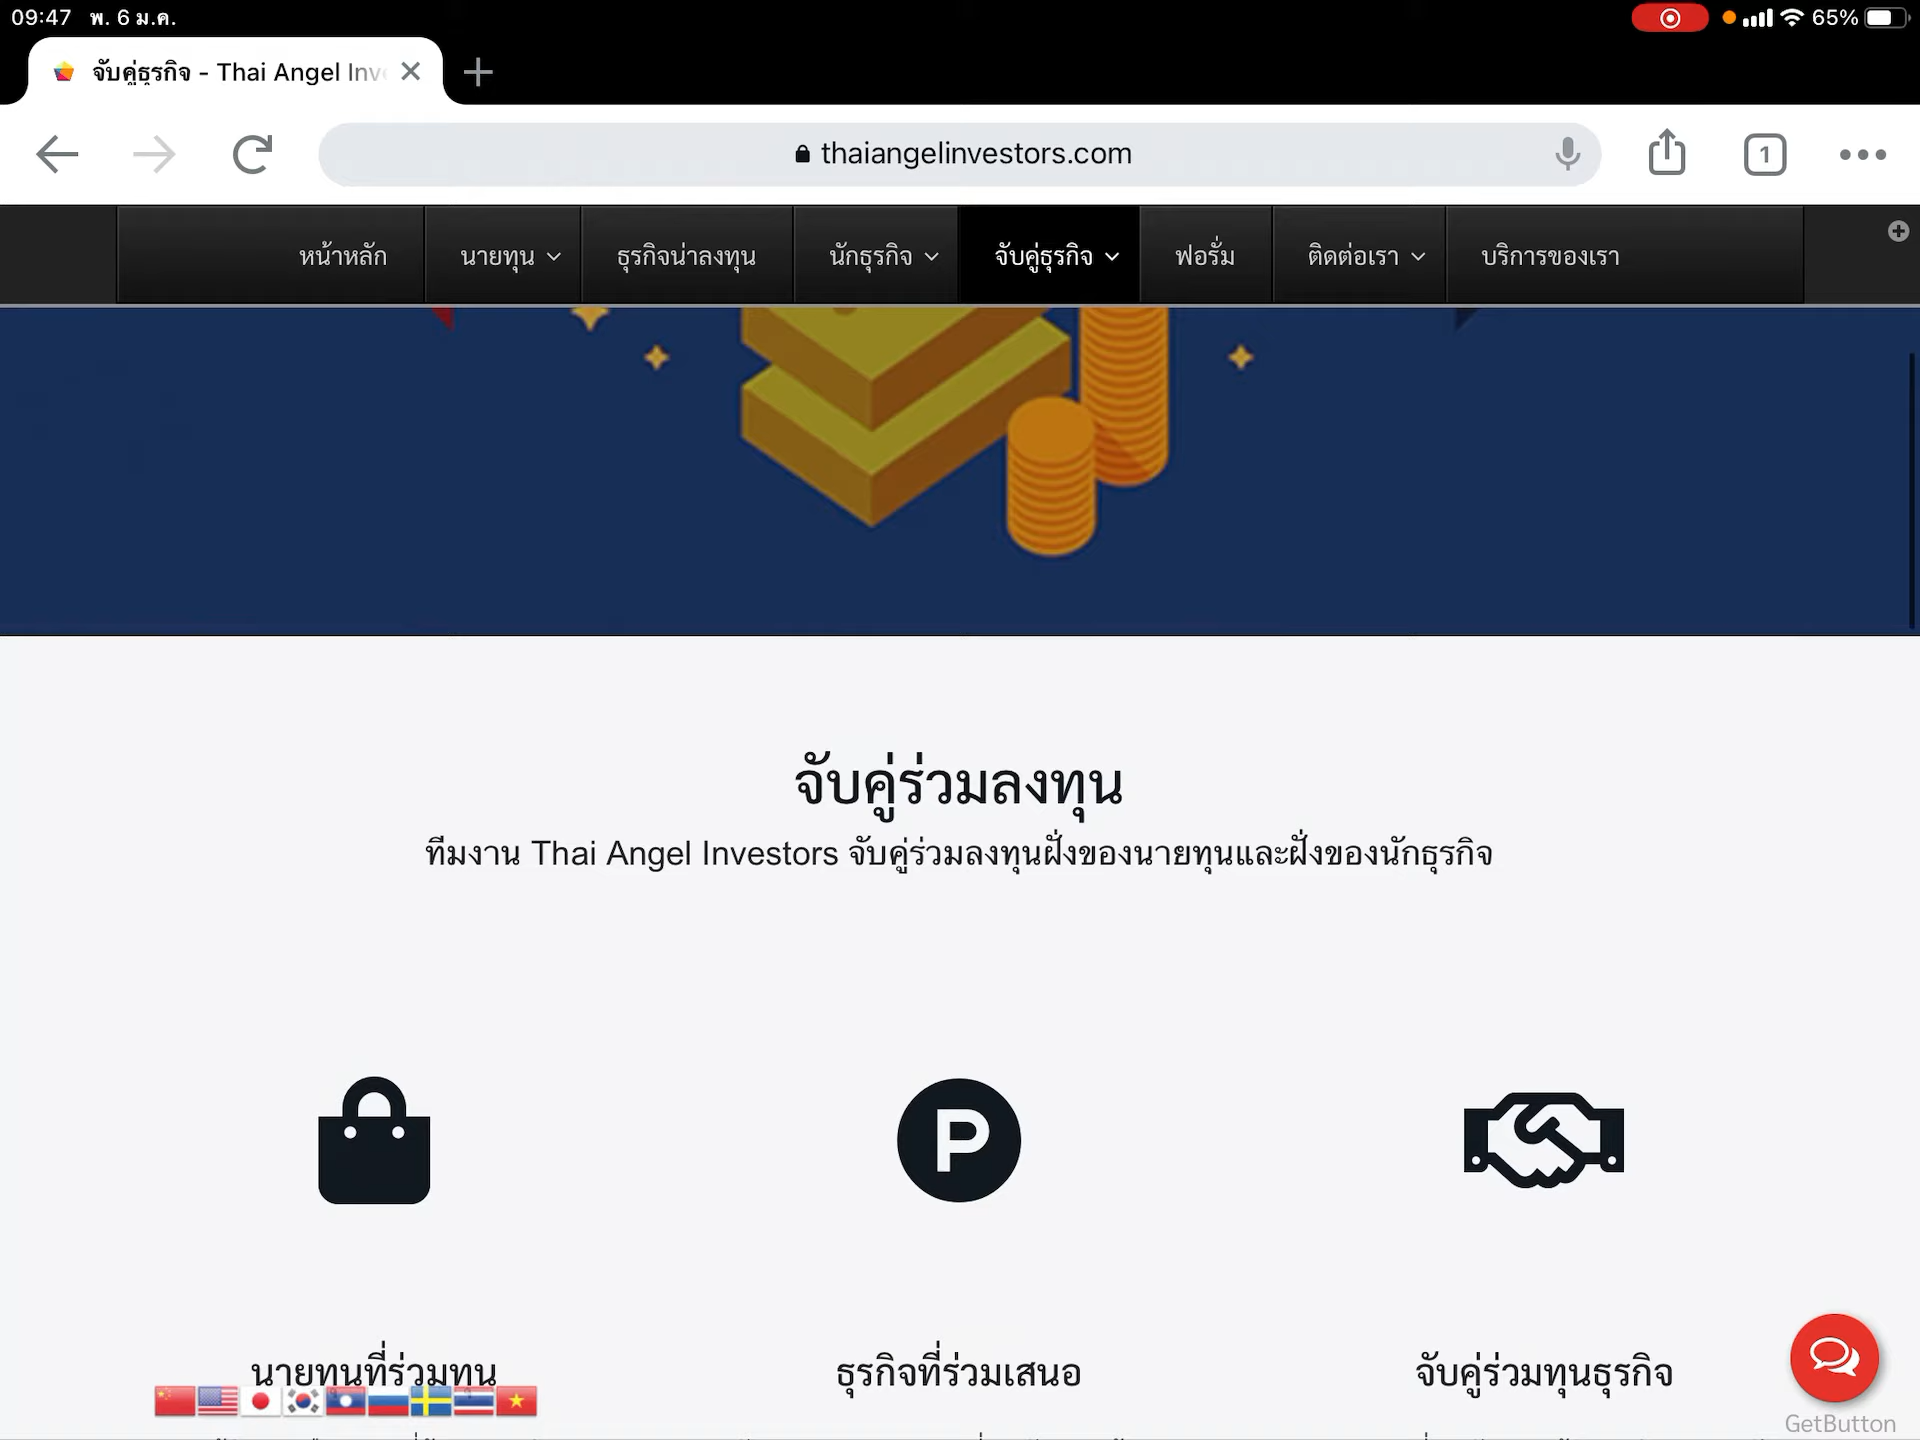 09:47 พ. 6 ม.ค.
65%
จับคู่ธุรกิจ - Thai Angel Inv
thaiangelinvestors.com
1
หน้าหลัก นายทุน ธุรกิจน่าลงทุน นักธุรกิจ จับคู่ธุรกิจ ฟอรั่ม ติดต่อเรา บริการของเรา
จับคู่ร่วมลงทุน
ทีมงาน Thai Angel Investors จับคู่ร่วมลงทุนฝั่งของนายทุนและฝั่งของนักธุรกิจ
P
นายทุนที่ร่วมทุน ธุรกิจที่ร่วมเสนอ จับคู่ร่วมทุนธุรกิจ
GetButton